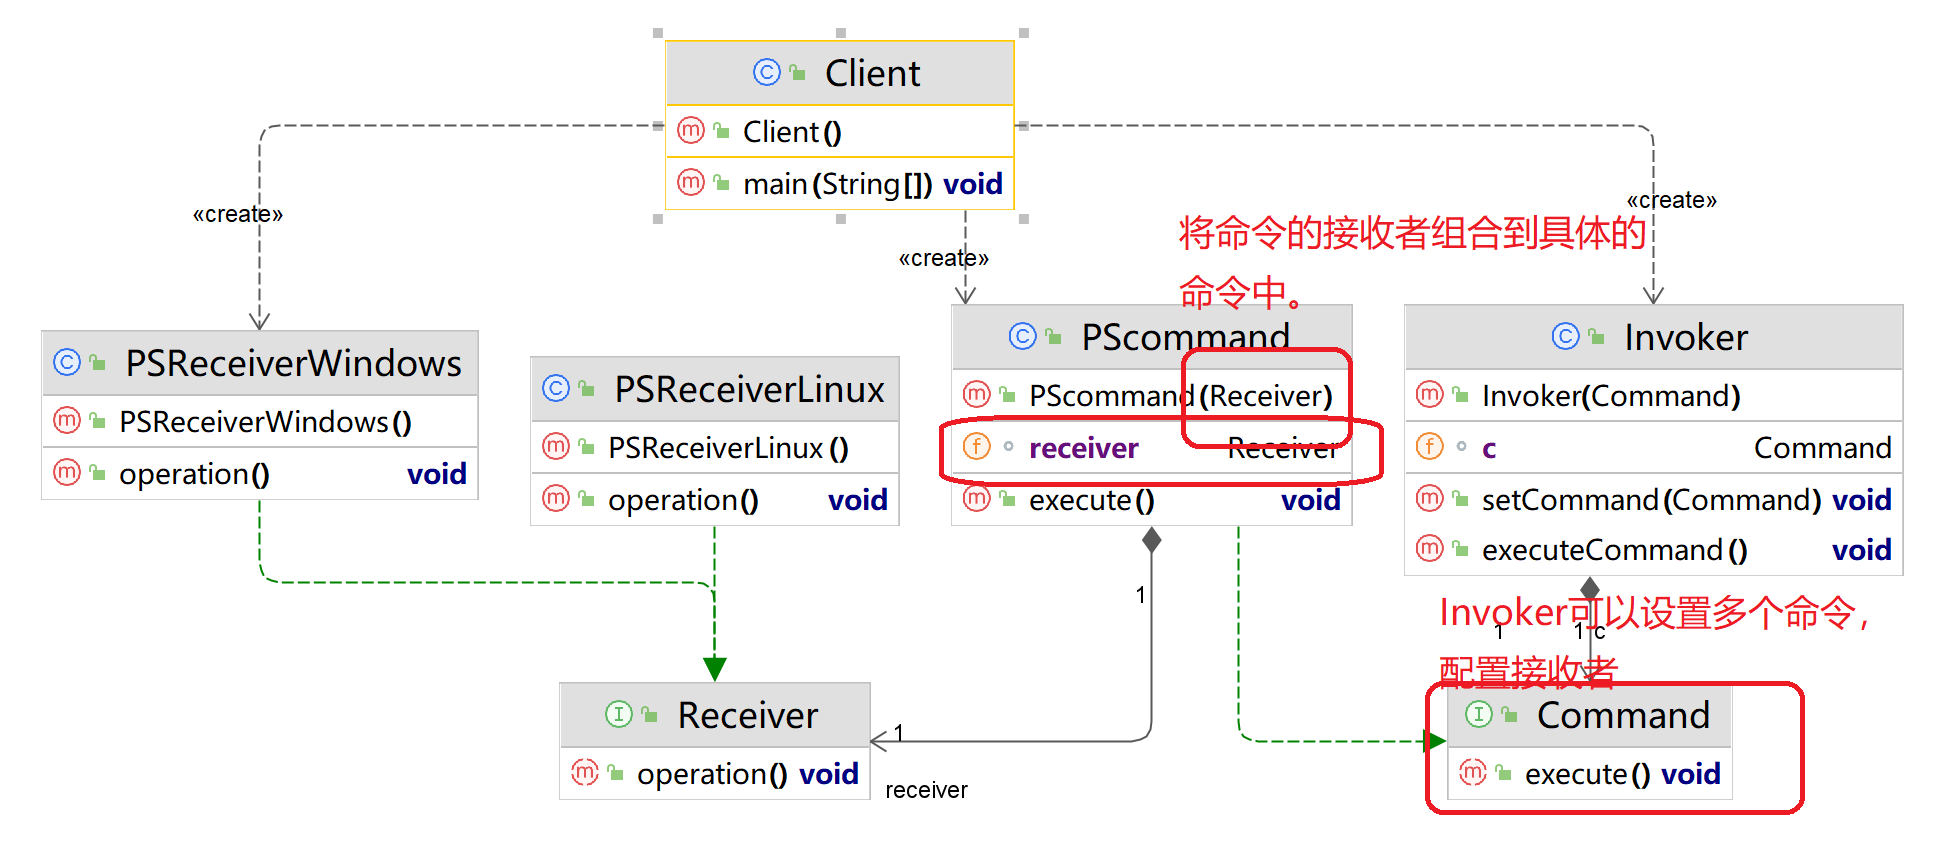 Client
Client()
main(String[]) void
«create»
«create»
«create»
将命令的接收者组合到具体的
命令中。
PSReceiverWindows
PSReceiverWindows()
operation() void
PSReceiverLinux
PSReceiverLinux()
operation() void
PScommand
PScommand(Receiver)
receiver Receiver
execute() void
Invoker
Invoker(Command)
c Command
setCommand(Command) void
executeCommand() void
1
1
receiver
Invoker可以设置多个命令，
配置接收者
1
1 c
Receiver
operation() void
Command
execute() void